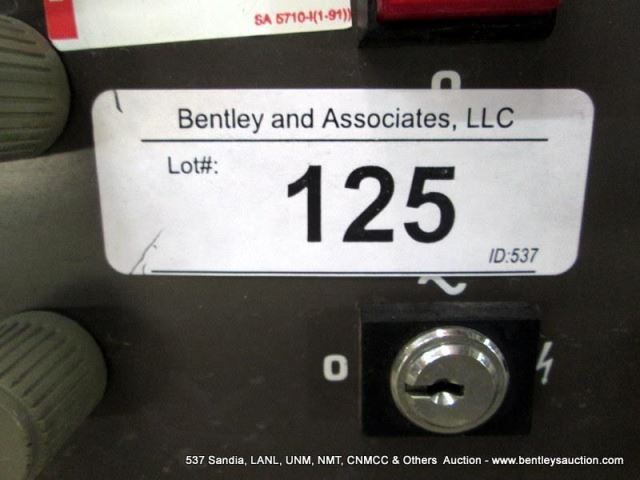 SA 5710-I(1-91))
0
Bentley and Associates, LLC
Lot#:
125
ID:537
~
0
537 Sandia, LANL, UNM, NMT, CNMCC & Others Auction - www.bentleysauction.com